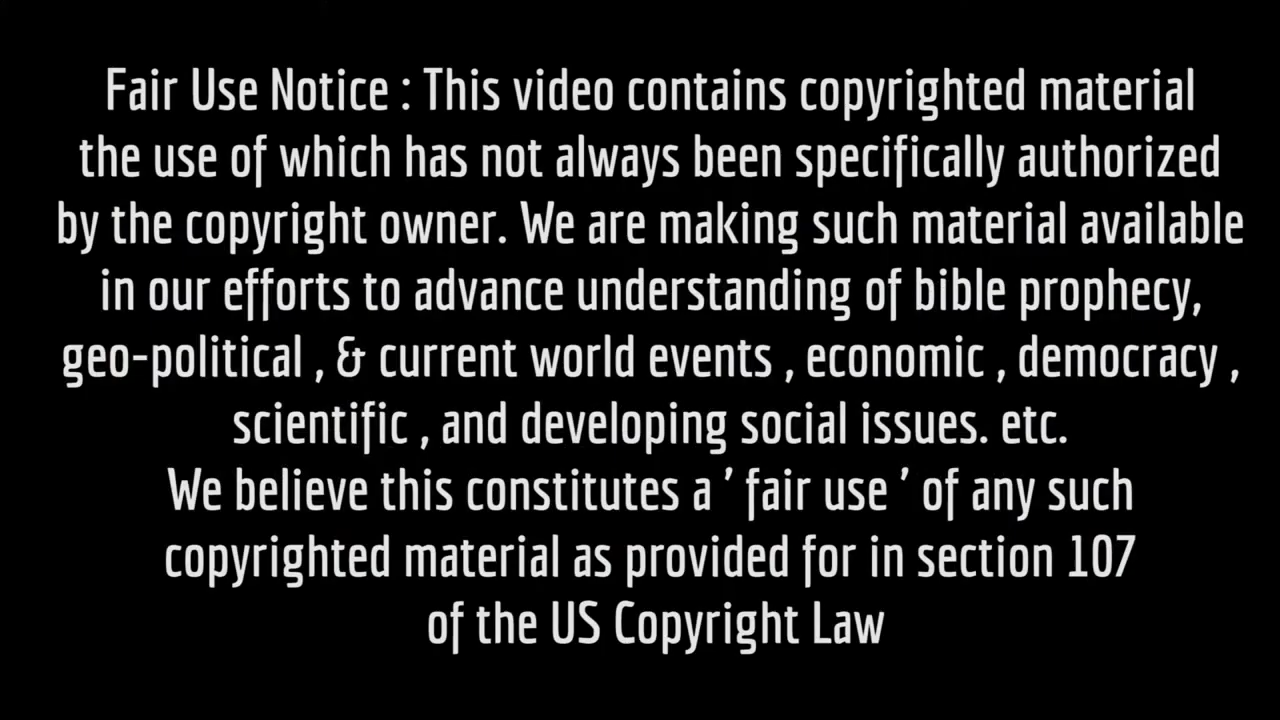 Fair Use Notice : This video contains copyrighted material
the use of which has not always been specifically authorized
by the copyright owner. We are making such material available
in our efforts to advance understanding of bible prophecy,
geo-political , & current world events , economic , democracy ,
scientific , and developing social issues. etc.
We believe this constitutes a ' fair use ' of any such
copyrighted material as provided for in section 107
of the US Copyright Law